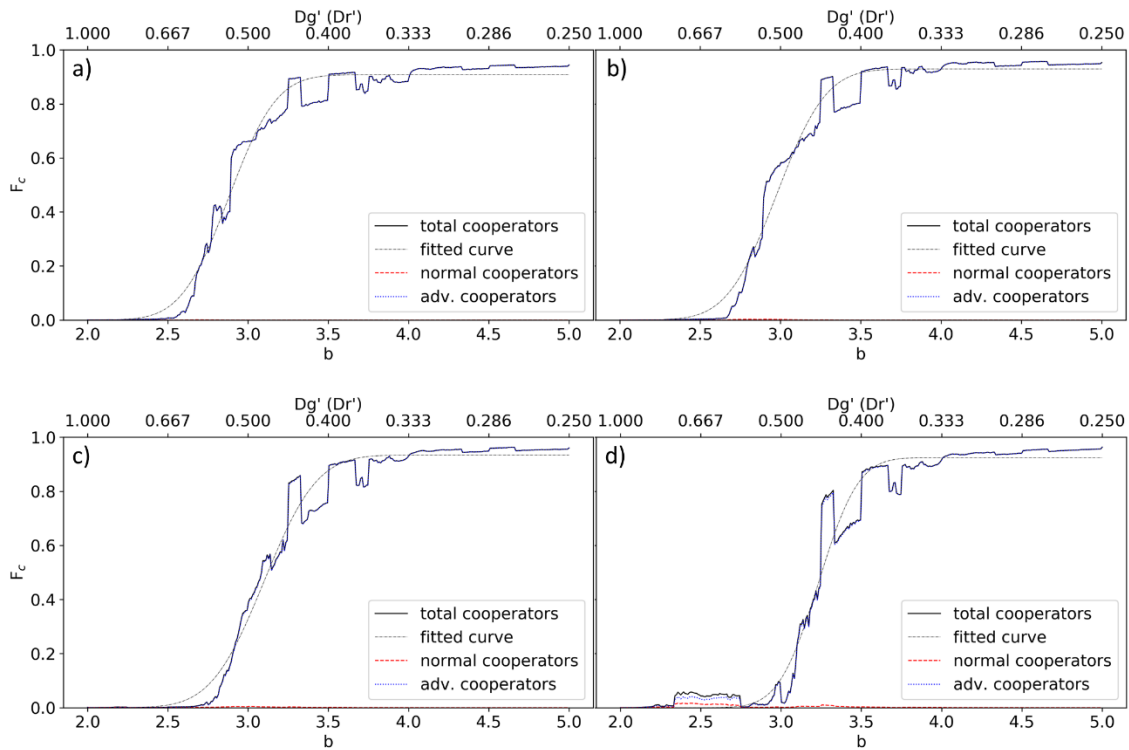 Dg' (Dr') Dg' (Dr')
1.000 0.667 0.500 0.400 0.333 0.286 0.250 1.000 0.667 0.500 0.400 0.333 0.286 0.250
1.0 a) b)
0.8
0.6
F_c
0.4
total cooperators total cooperators
fitted curve fitted curve
0.2
normal cooperators normal cooperators
adv. cooperators adv. cooperators
0.0
2.0 2.5 3.0 3.5 4.0 4.5 5.0 2.0 2.5 3.0 3.5 4.0 4.5 5.0
b b
Dg' (Dr') Dg' (Dr')
1.000 0.667 0.500 0.400 0.333 0.286 0.250 1.000 0.667 0.500 0.400 0.333 0.286 0.250
1.0 c) d)
0.8
0.6
F_c
0.4
total cooperators total cooperators
fitted curve fitted curve
0.2
normal cooperators normal cooperators
adv. cooperators adv. cooperators
0.0
2.0 2.5 3.0 3.5 4.0 4.5 5.0 2.0 2.5 3.0 3.5 4.0 4.5 5.0
b b